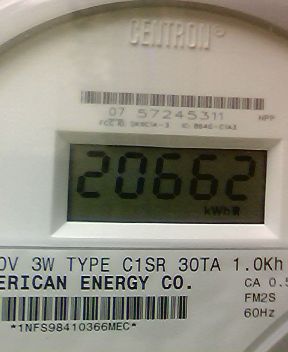 CENTRON®
07 57245311
NPP
20662
kWh
0V 3W TYPE C1SR 30TA 1.0Kh
ERICAN ENERGY CO.
CA 0.5
FM2S
60Hz
*1NFS98410366MEC*